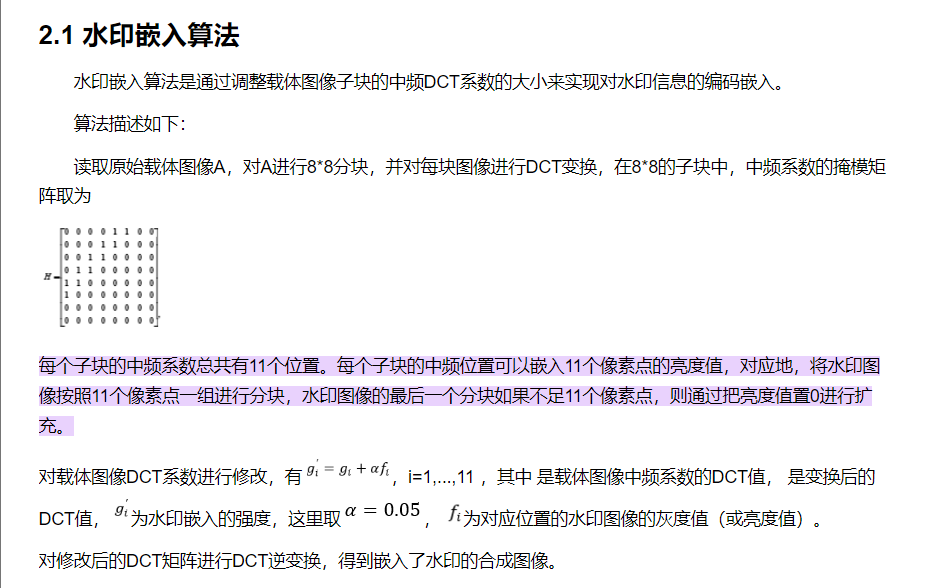 2.1 水印嵌入算法
水印嵌入算法是通过调整载体图像子块的中频DCT系数的大小来实现对水印信息的编码嵌入。
算法描述如下：
读取原始载体图像A，对A进行8*8分块，并对每块图像进行DCT变换，在8*8的子块中，中频系数的掩模矩
阵取为
0 0 0 0 1 1 0 0
0 0 0 1 1 0 0 0
0 0 1 1 0 0 0 0
H = 0 1 1 0 0 0 0 0
1 1 0 0 0 0 0 0
1 0 0 0 0 0 0 0
0 0 0 0 0 0 0 0
0 0 0 0 0 0 0 0
每个子块的中频系数总共有11个位置。每个子块的中频位置可以嵌入11个像素点的亮度值，对应地，将水印图
像按照11个像素点一组进行分块，水印图像的最后一个分块如果不足11个像素点，则通过把亮度值置0进行扩
充。
对载体图像DCT系数进行修改，有 g_i' = g_i + αf_i ，i=1,...,11 ，其中 是载体图像中频系数的DCT值， 是变换后的
DCT值， g_i' 为水印嵌入的强度，这里取 α = 0.05 ， f_i 为对应位置的水印图像的灰度值（或亮度值）。
对修改后的DCT矩阵进行DCT逆变换，得到嵌入了水印的合成图像。